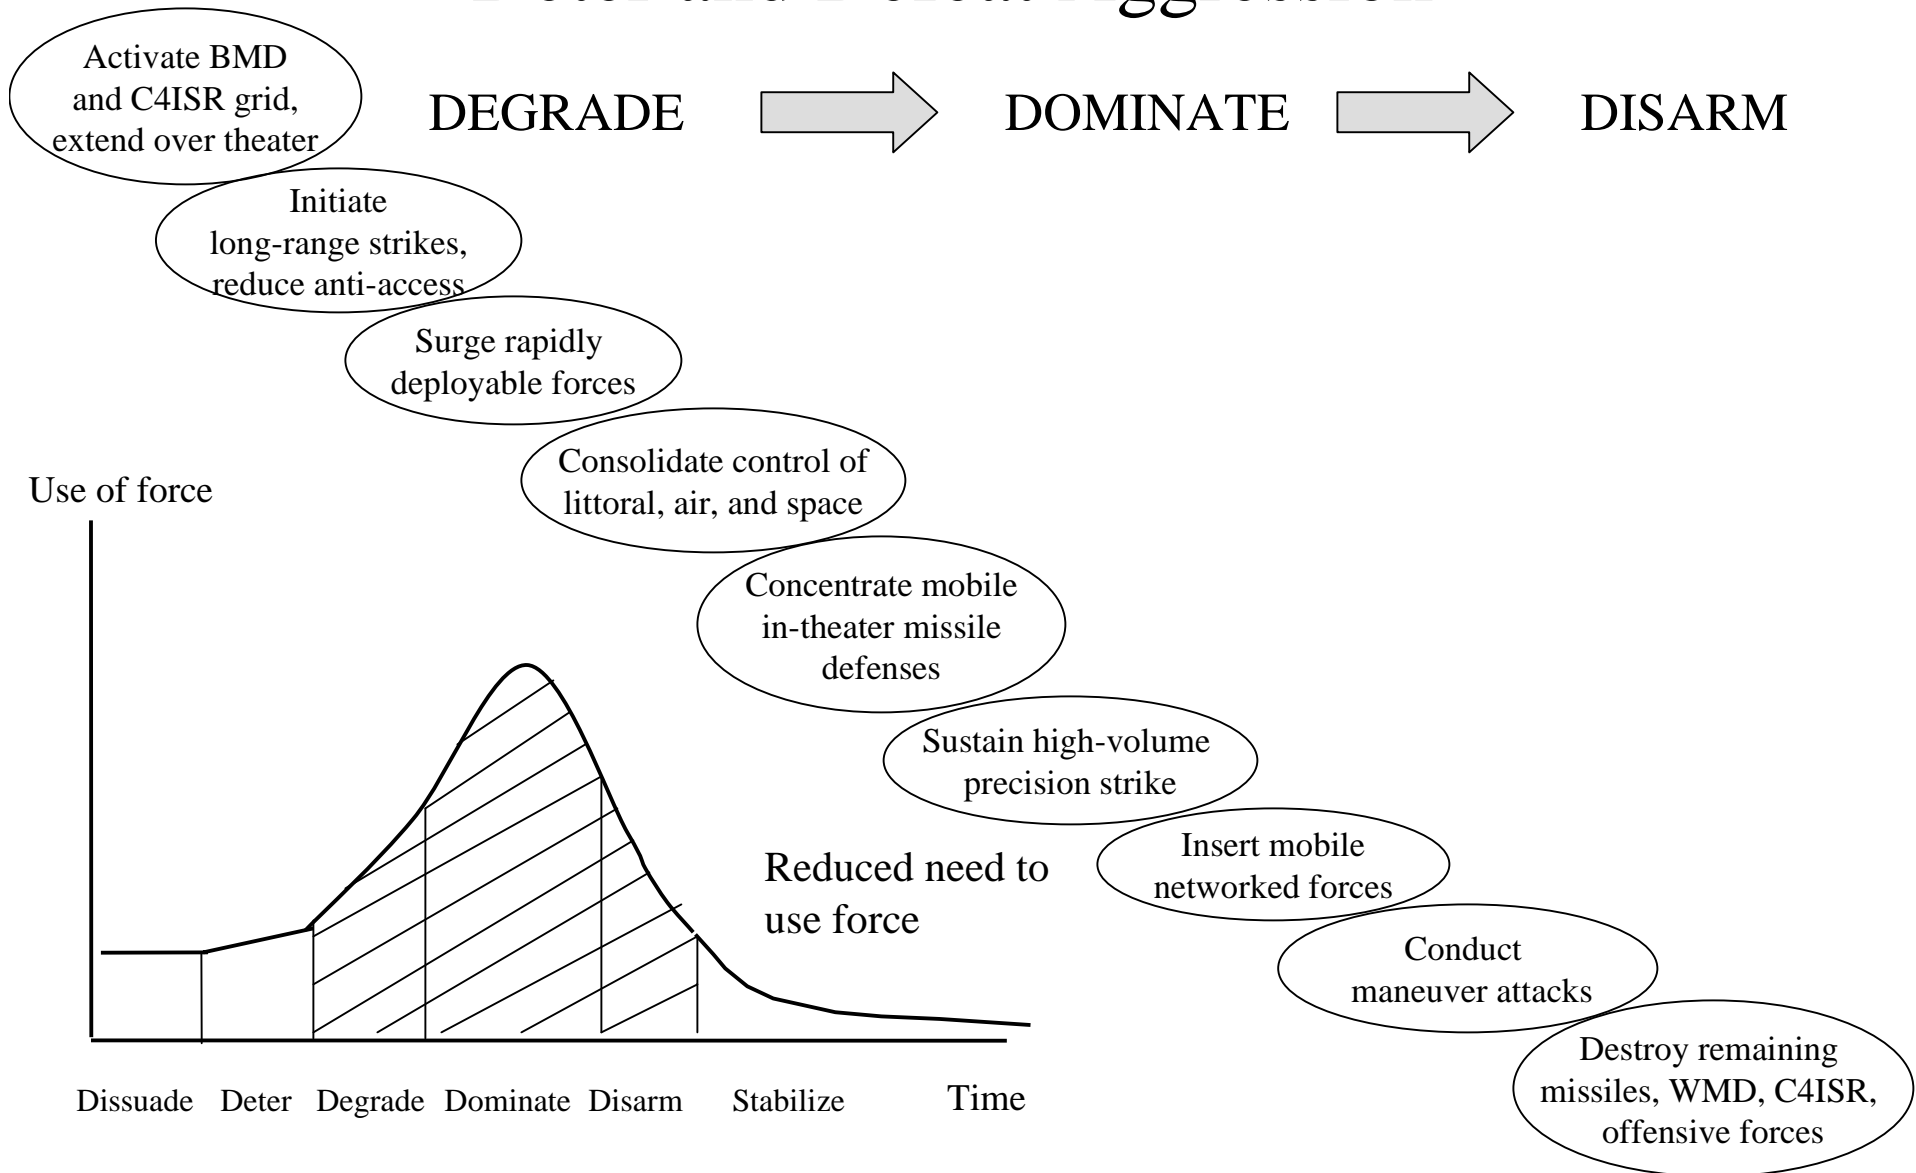 Activate BMD
and C4ISR grid,
extend over theater
DEGRADE
DOMINATE
DISARM
Initiate
long-range strikes,
reduce anti-access
Surge rapidly
deployable forces
Consolidate control of
littoral, air, and space
Concentrate mobile
in-theater missile
defenses
Sustain high-volume
precision strike
Insert mobile
networked forces
Conduct
maneuver attacks
Destroy remaining
missiles, WMD, C4ISR,
offensive forces
Use of force
Reduced need to
use force
Dissuade Deter Degrade Dominate Disarm Stabilize Time